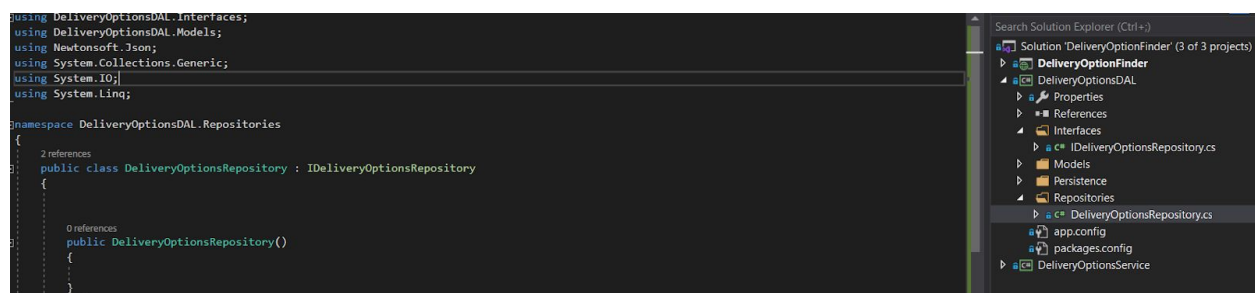 using DeliveryOptionsDAL.Interfaces;
using DeliveryOptionsDAL.Models;
using Newtonsoft.Json;
using System.Collections.Generic;
using System.IO;
using System.Linq;
namespace DeliveryOptionsDAL.Repositories
{
2 references
public class DeliveryOptionsRepository : IDeliveryOptionsRepository
{
0 references
public DeliveryOptionsRepository()
{
}
Search Solution Explorer (Ctrl+;)
Solution 'DeliveryOptionFinder' (3 of 3 projects)
DeliveryOptionFinder
C# DeliveryOptionsDAL
Properties
References
Interfaces
C# IDeliveryOptionsRepository.cs
Models
Persistence
Repositories
C# DeliveryOptionsRepository.cs
app.config
packages.config
C# DeliveryOptionsService